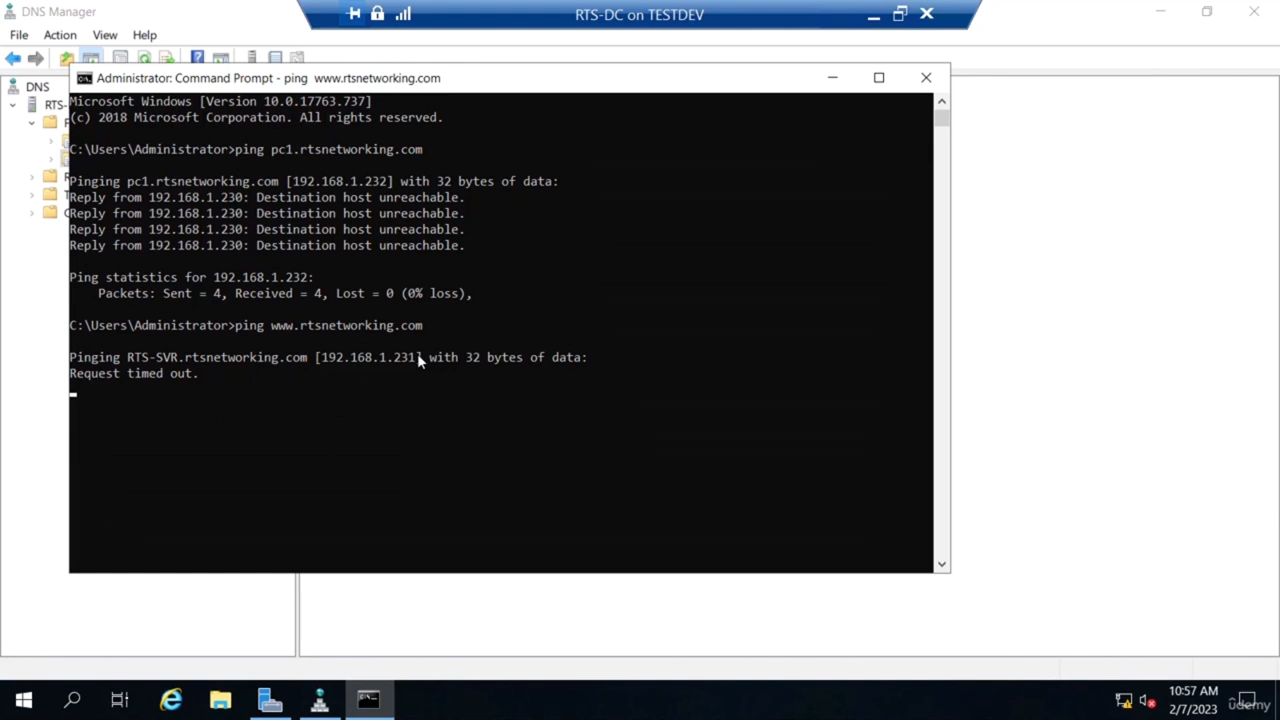 DNS Manager
RTS-DC on TESTDEV
File Action View Help
Administrator: Command Prompt - ping www.rtsnetworking.com
DNS
RTS-
Microsoft Windows [Version 10.0.17763.737]
(c) 2018 Microsoft Corporation. All rights reserved.
C:\Users\Administrator>ping pc1.rtsnetworking.com
Pinging pc1.rtsnetworking.com [192.168.1.232] with 32 bytes of data:
Reply from 192.168.1.230: Destination host unreachable.
Reply from 192.168.1.230: Destination host unreachable.
Reply from 192.168.1.230: Destination host unreachable.
Reply from 192.168.1.230: Destination host unreachable.
Ping statistics for 192.168.1.232:
Packets: Sent = 4, Received = 4, Lost = 0 (0% loss),
C:\Users\Administrator>ping www.rtsnetworking.com
Pinging RTS-SVR.rtsnetworking.com [192.168.1.231] with 32 bytes of data:
Request timed out.
10:57 AM
2/7/2023
udemy